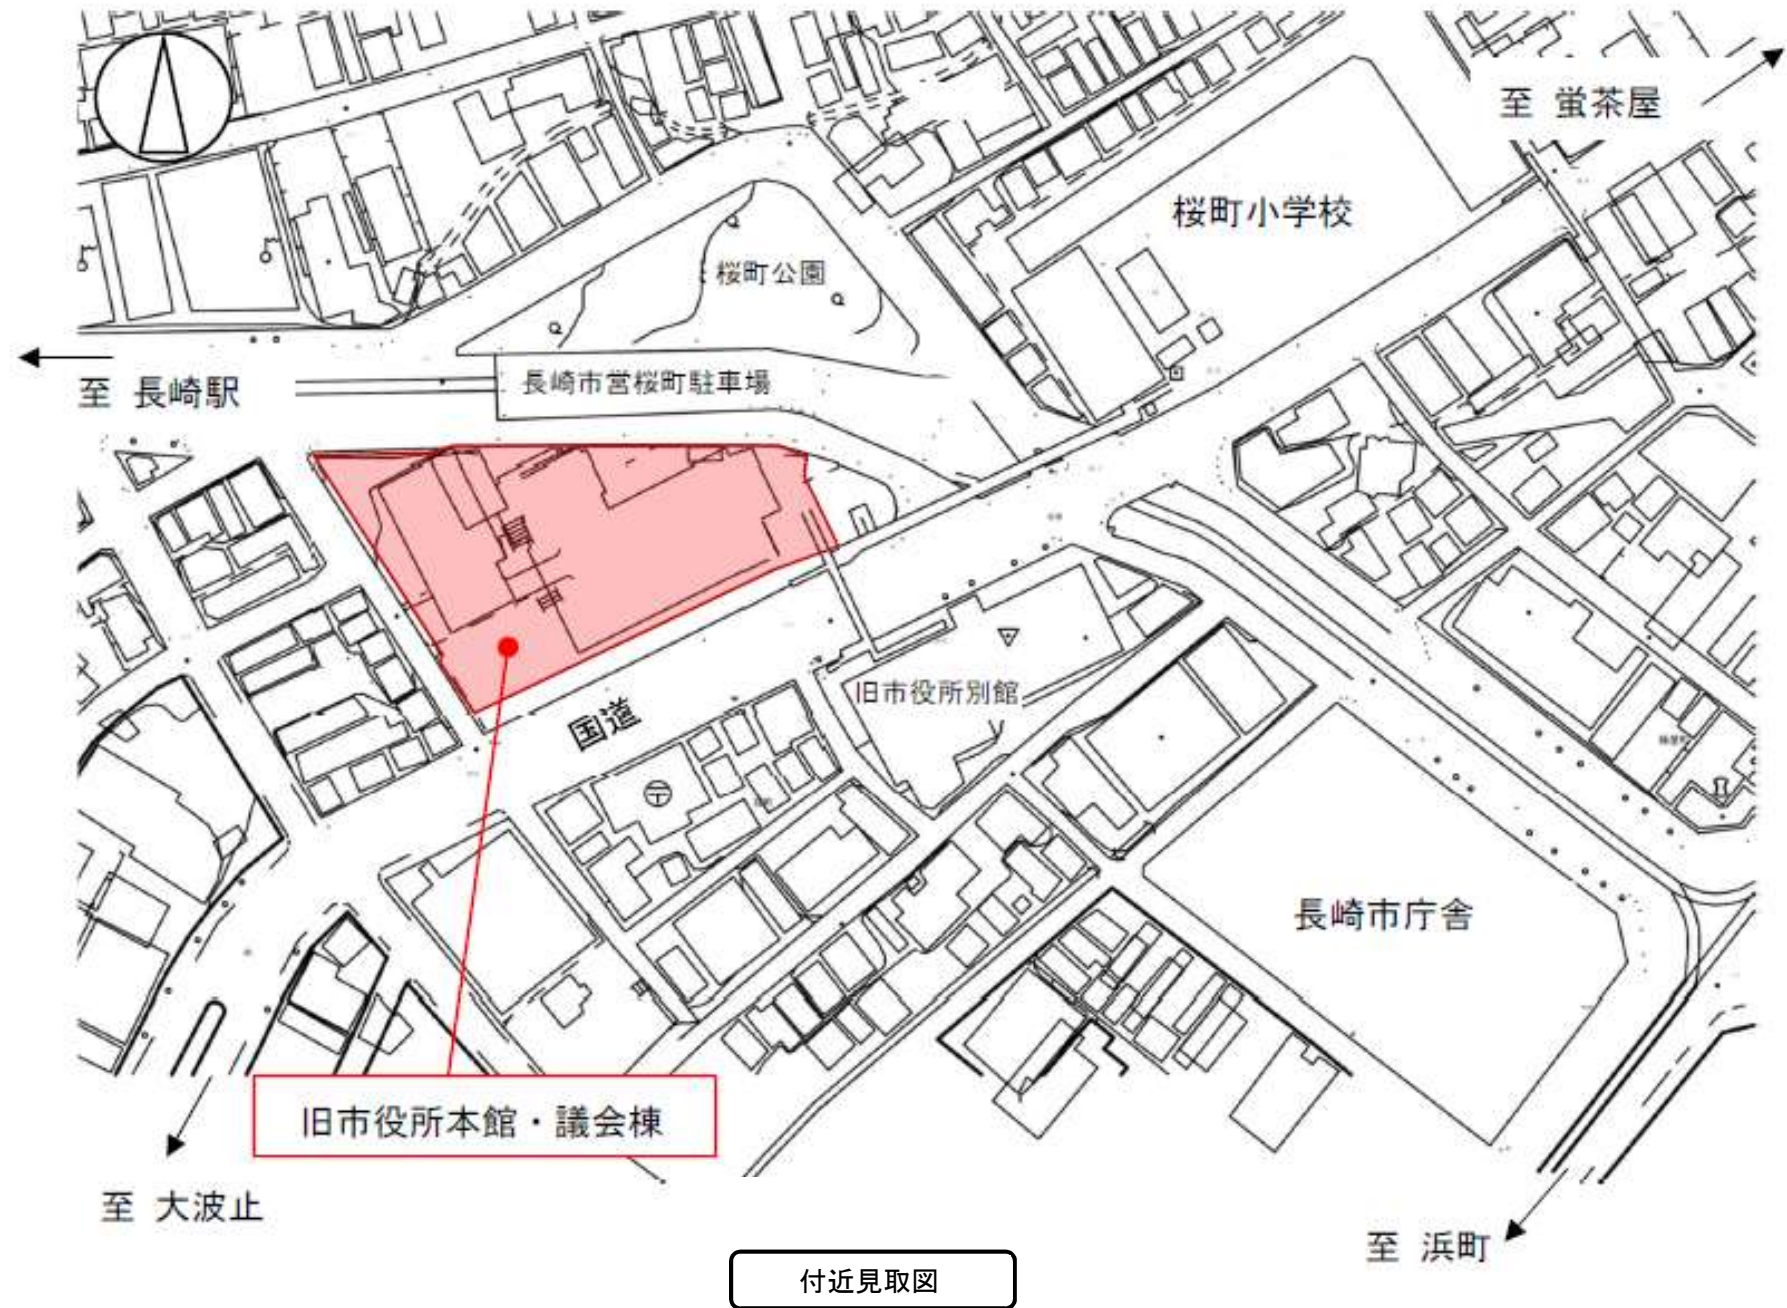 至 蛍茶屋
桜町小学校
桜町公園
長崎市営桜町駐車場
至 長崎駅
旧市役所別館
国道
長崎市庁舎
旧市役所本館・議会棟
至 大波止
至 浜町
付近見取図